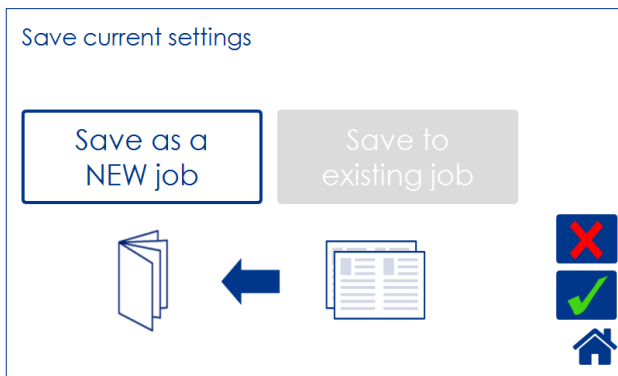 Save current settings
Save as a
NEW job
Save to
existing job